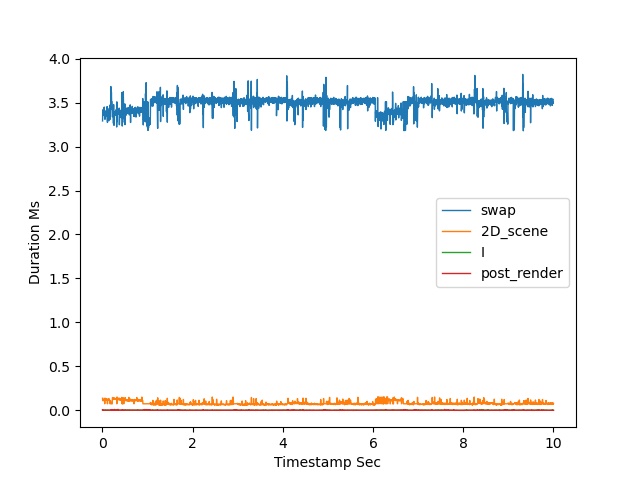 4.0
3.5
3.0
2.5
2.0
1.5
1.0
0.5
0.0
Duration Ms
swap
2D_scene
I
post_render
0 2 4 6 8 10
Timestamp Sec